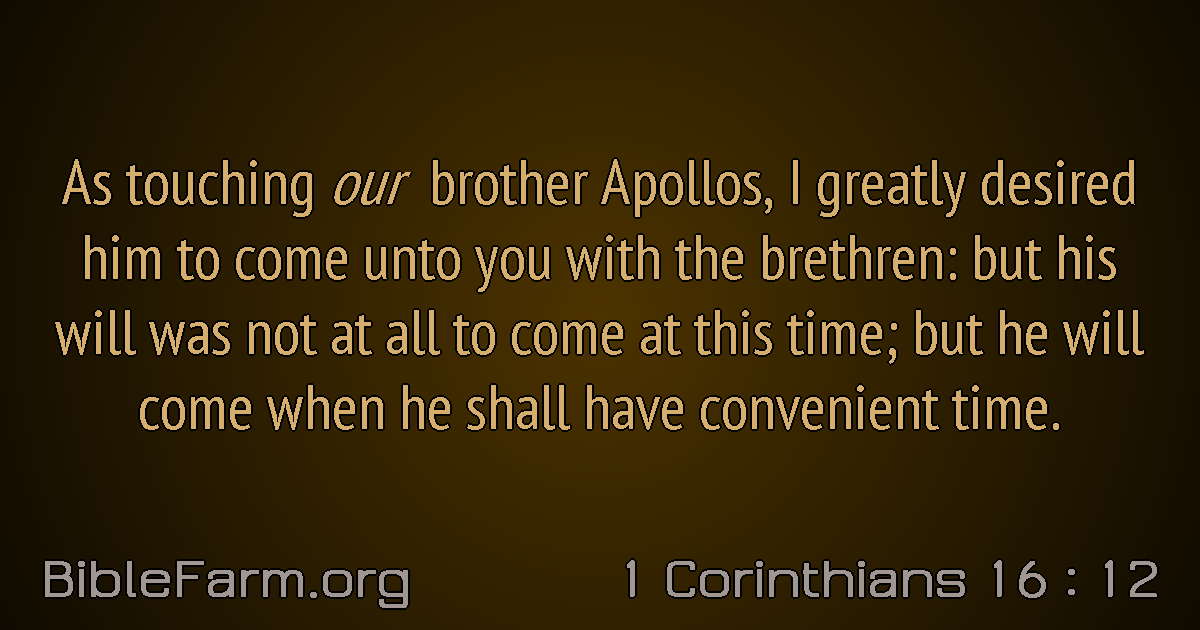 As touching our brother Apollos, I greatly desired
him to come unto you with the brethren: but his
will was not at all to come at this time; but he will
come when he shall have convenient time.
BibleFarm.org
1 Corinthians 16 : 12